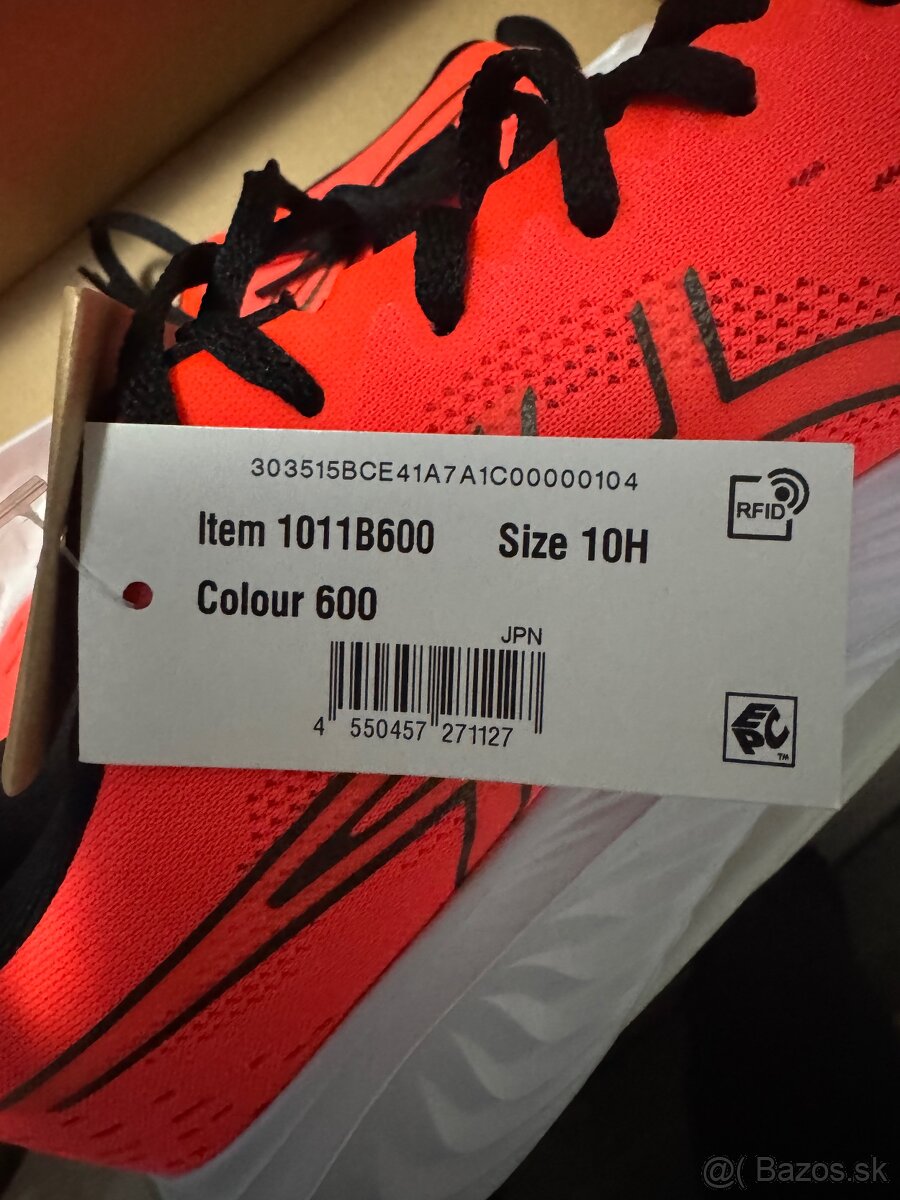 303515BCE41A7A1C00000104
RFID
Item 1011B600 Size 10H
Colour 600
JPN
4 550457 271127
EPC
TM
@( Bazos.sk